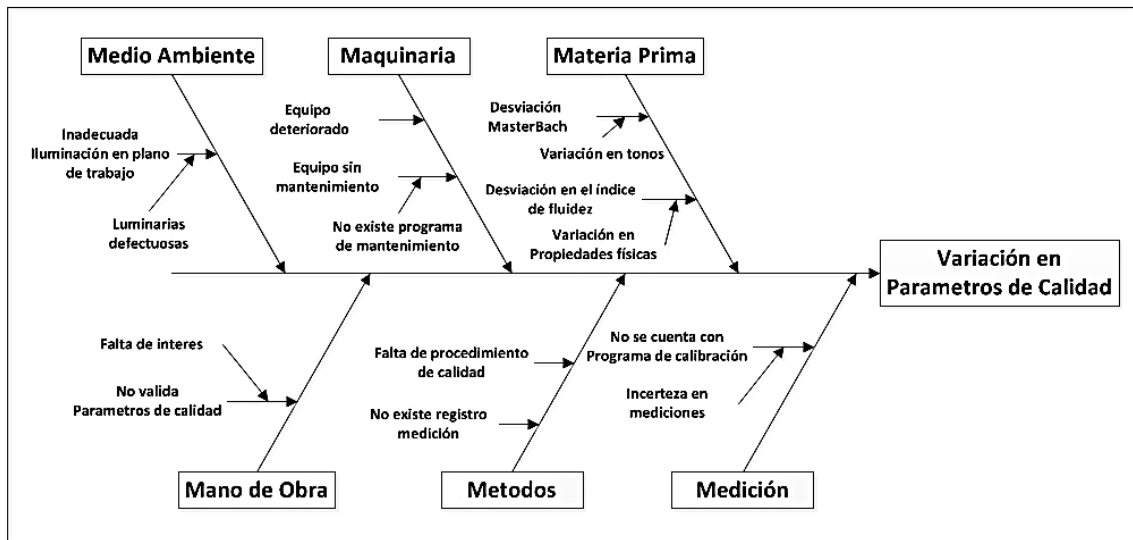 Medio Ambiente
Maquinaria
Materia Prima
Inadecuada
Iluminación en plano
de trabajo
Luminarias
defectuosas
Equipo
deteriorado
Equipo sin
mantenimiento
No existe programa
de mantenimiento
Desviación
MasterBach
Variación en tonos
Desviación en el índice
de fluidez
Variación en
Propiedades físicas
Variación en
Parametros de Calidad
Falta de interes
No valida
Parametros de calidad
Falta de procedimiento
de calidad
No existe registro
medición
No se cuenta con
Programa de calibración
Incerteza en
mediciones
Mano de Obra
Metodos
Medición